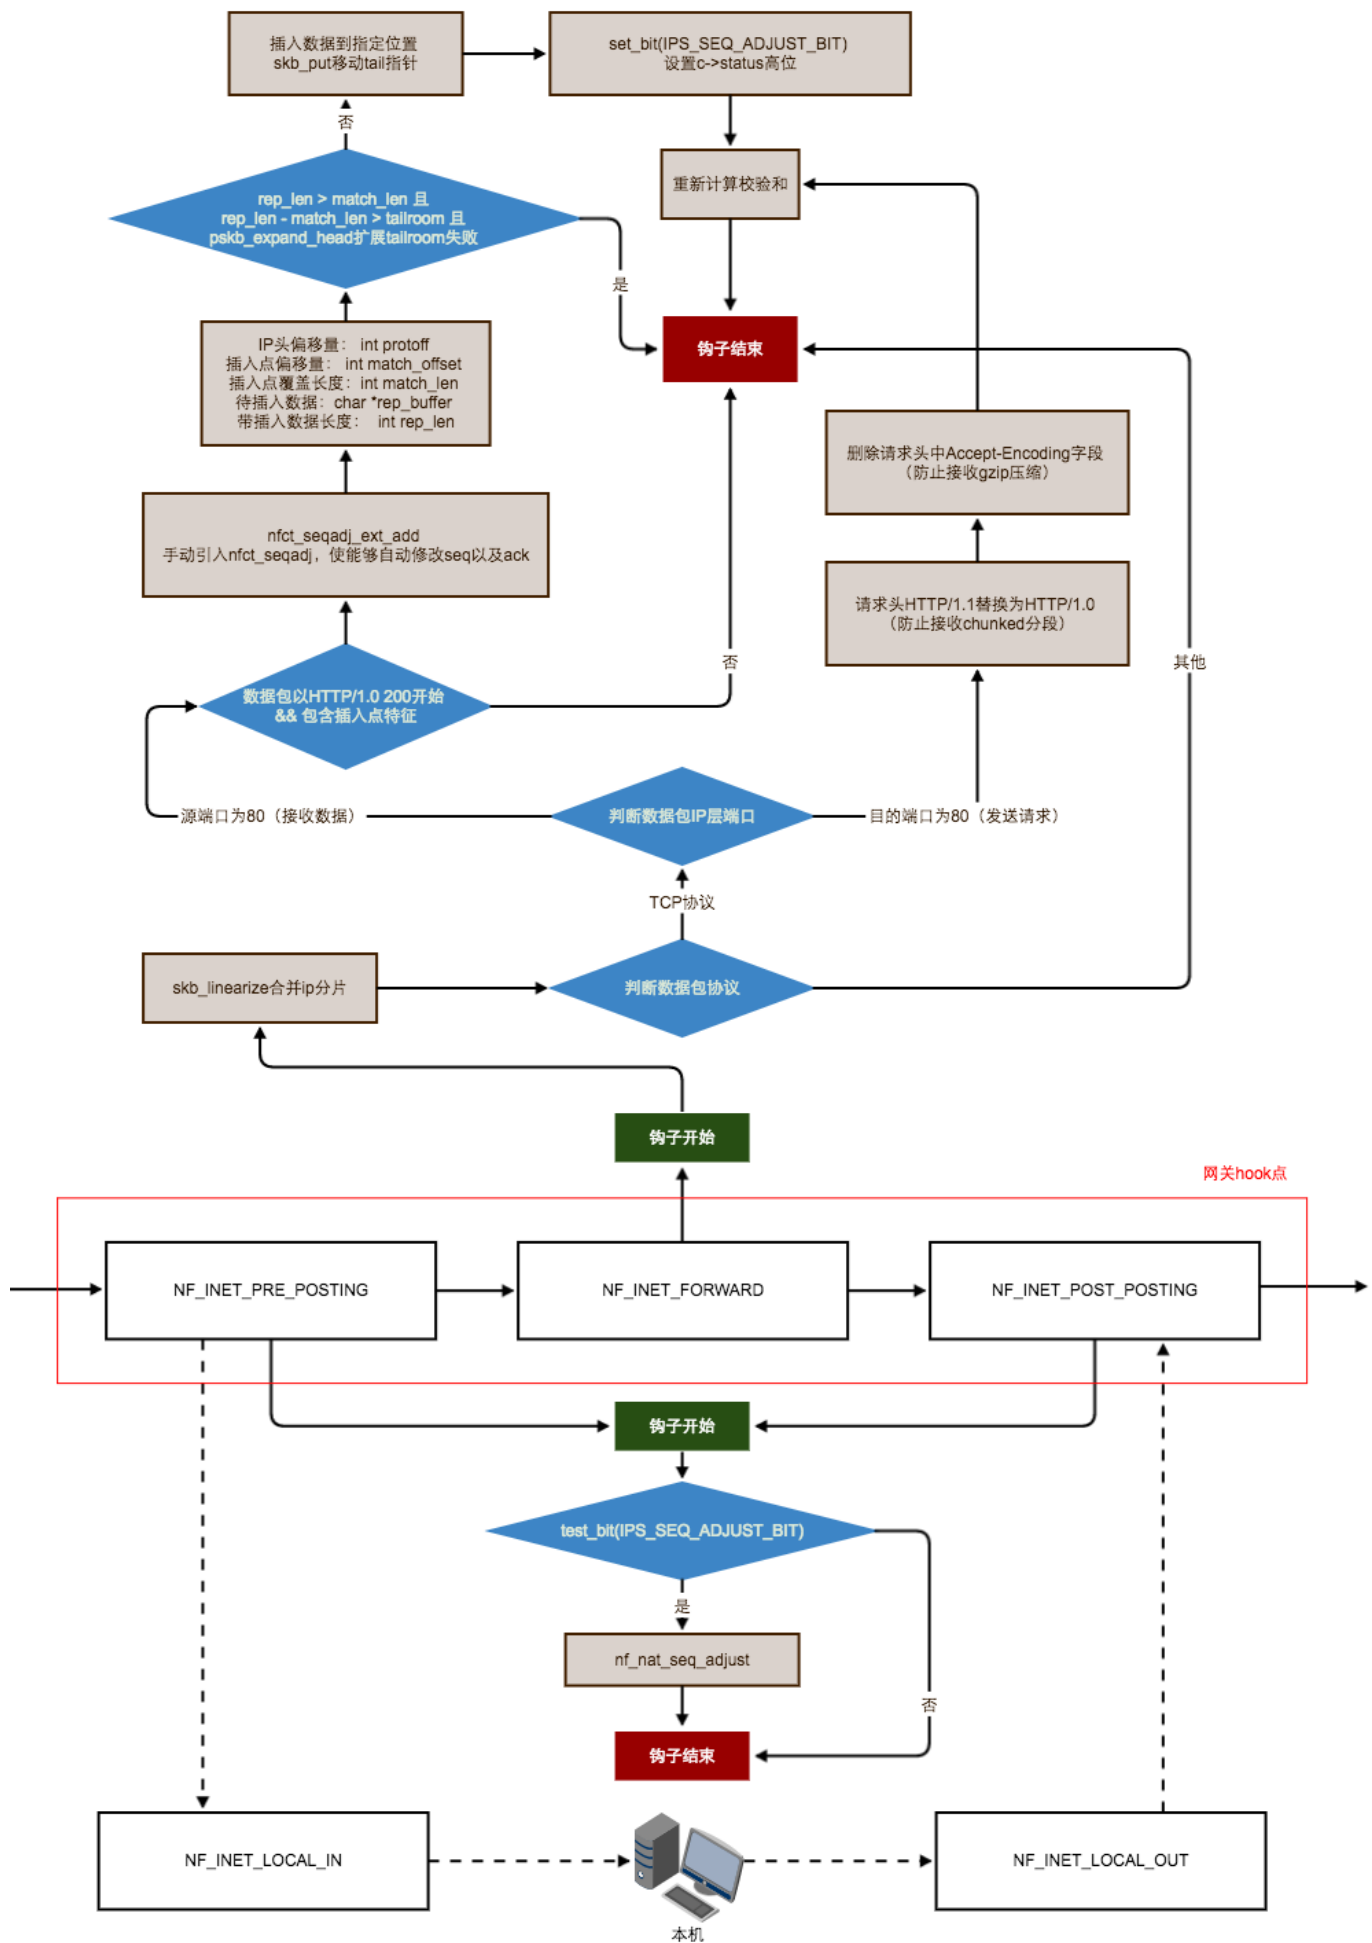 插入数据到指定位置
skb_put移动tail指针
set_bit(IPS_SEQ_ADJUST_BIT)
设置c->status高位
否
重新计算校验和
rep_len > match_len 且
rep_len - match_len > tailroom 且
pskb_expand_head扩展tailroom失败
是
钩子结束
IP头偏移量： int protoff
插入点偏移量： int match_offset
插入点覆盖长度：int match_len
待插入数据：char *rep_buffer
带插入数据长度： int rep_len
删除请求头中Accept-Encoding字段
（防止接收gzip压缩）
nfct_seqadj_ext_add
手动引入nfct_seqadj，使能够自动修改seq以及ack
请求头HTTP/1.1替换为HTTP/1.0
（防止接收chunked分段）
否
其他
数据包以HTTP/1.0 200开始
&& 包含插入点特征
源端口为80（接收数据）
判断数据包IP层端口
目的端口为80（发送请求）
TCP协议
skb_linearize合并ip分片
判断数据包协议
钩子开始
网关hook点
NF_INET_PRE_POSTING
NF_INET_FORWARD
NF_INET_POST_POSTING
钩子开始
test_bit(IPS_SEQ_ADJUST_BIT)
是
nf_nat_seq_adjust
否
钩子结束
NF_INET_LOCAL_IN
NF_INET_LOCAL_OUT
本机